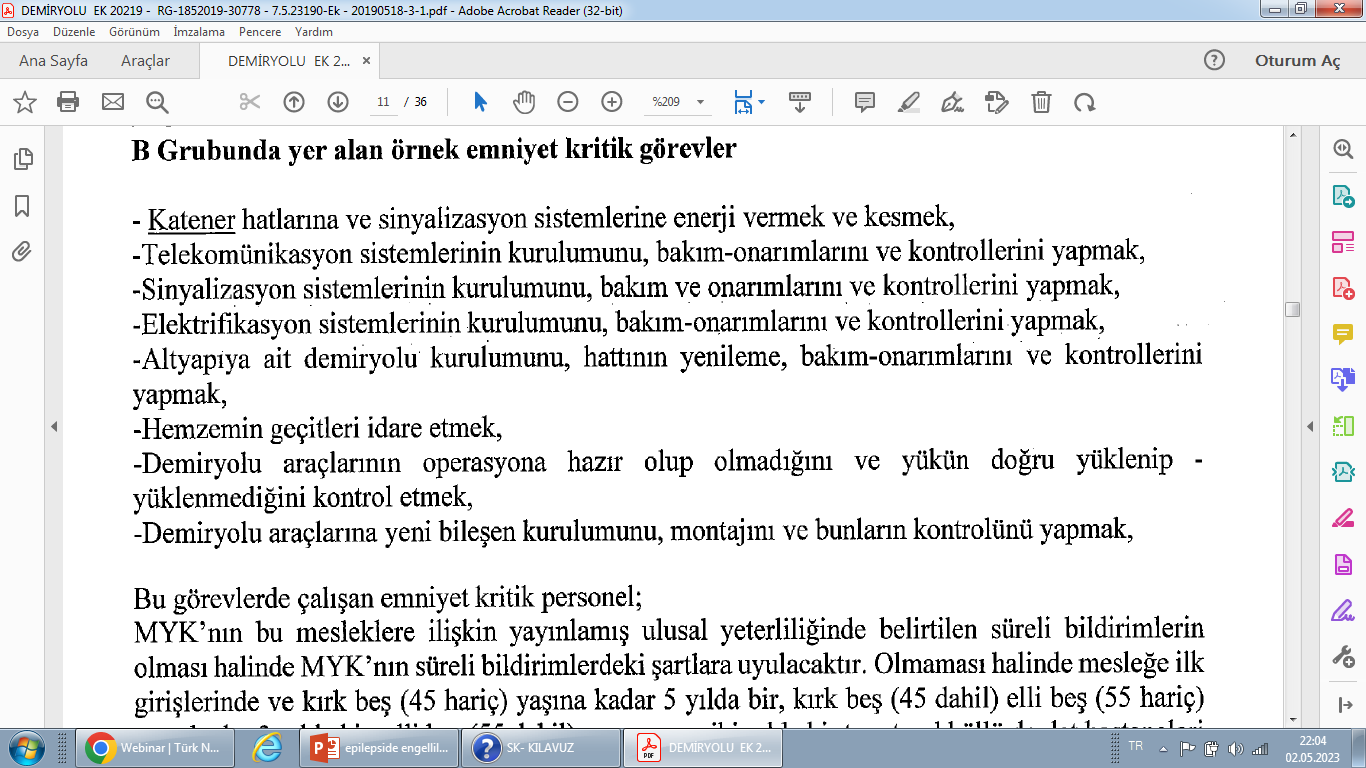 DEMİRYOLU EK 20219 - RG-1852019-30778 - 7.5.23190-Ek - 20190518-3-1.pdf - Adobe Acrobat Reader (32-bit)
Dosya Düzenle Görünüm İmzalama Pencere Yardım
Ana Sayfa Araçlar DEMİRYOLU EK 2... × Oturum Aç
11 / 36 %209
B Grubunda yer alan örnek emniyet kritik görevler
- Katener hatlarına ve sinyalizasyon sistemlerine enerji vermek ve kesmek,
-Telekomünikasyon sistemlerinin kurulumunu, bakım-onarımlarını ve kontrollerini yapmak,
-Sinyalizasyon sistemlerinin kurulumunu, bakım ve onarımlarını ve kontrollerini yapmak,
-Elektrifikasyon sistemlerinin kurulumunu, bakım-onarımlarını ve kontrollerini yapmak,
-Altyapıya ait demiryolu kurulumunu, hattının yenileme, bakım-onarımlarını ve kontrollerini
yapmak,
-Hemzemin geçitleri idare etmek,
-Demiryolu araçlarının operasyona hazır olup olmadığını ve yükün doğru yüklenip -
yüklenmediğini kontrol etmek,
-Demiryolu araçlarına yeni bileşen kurulumunu, montajını ve bunların kontrolünü yapmak,
Bu görevlerde çalışan emniyet kritik personel;
MYK'nın bu mesleklere ilişkin yayınlamış ulusal yeterliliğinde belirtilen süreli bildirimlerin
olması halinde MYK'nın süreli bildirimlerdeki şartlara uyulacaktır. Olmaması halinde mesleğe ilk
girişlerinde ve kırk beş (45 hariç) yaşına kadar 5 yılda bir, kırk beş (45 dahil) elli beş (55 hariç)
Webinar | Türk N... epilepside engellil... SK- KILAVUZ DEMİRYOLU EK 2... TR 22:04
02.05.2023